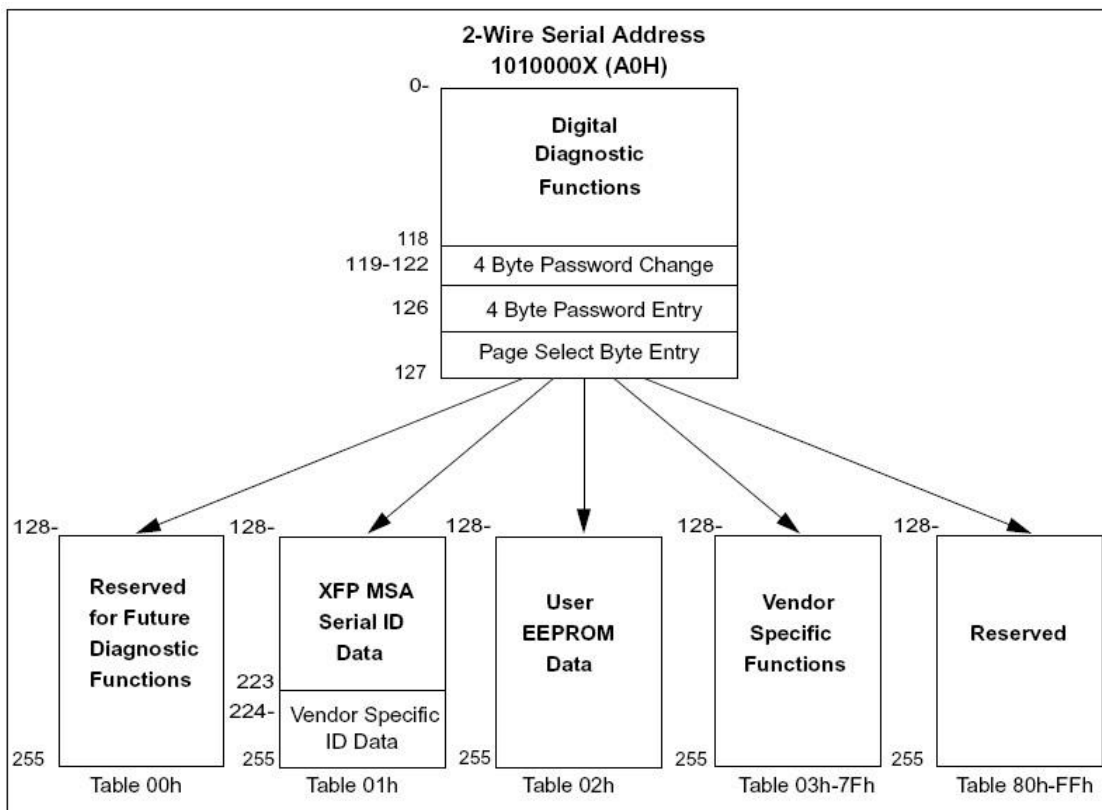 2-Wire Serial Address
1010000X (A0H)
0-
Digital
Diagnostic
Functions
118
119-122
4 Byte Password Change
126
4 Byte Password Entry
Page Select Byte Entry
127
128-
Reserved
for Future
Diagnostic
Functions
255
Table 00h
128-
XFP MSA
Serial ID
Data
223
224-
Vendor Specific
ID Data
255
Table 01h
128-
User
EEPROM
Data
255
Table 02h
128-
Vendor
Specific
Functions
255
Table 03h-7Fh
128-
Reserved
255
Table 80h-FFh